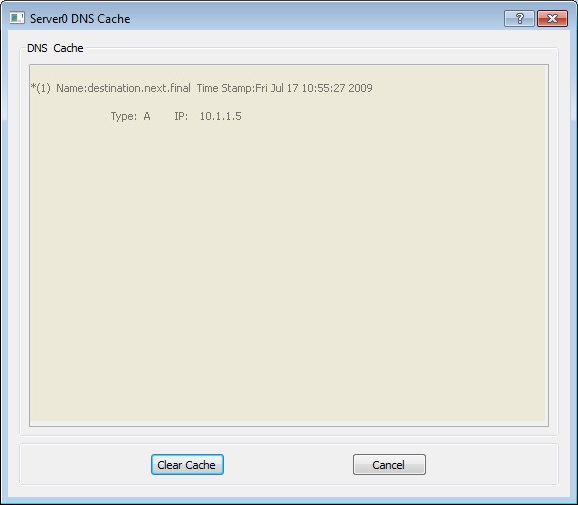 Server0 DNS Cache
?
DNS Cache
*(1) Name:destination.next.final Time Stamp:Fri Jul 17 10:55:27 2009
Type: A IP: 10.1.1.5
Clear Cache Cancel